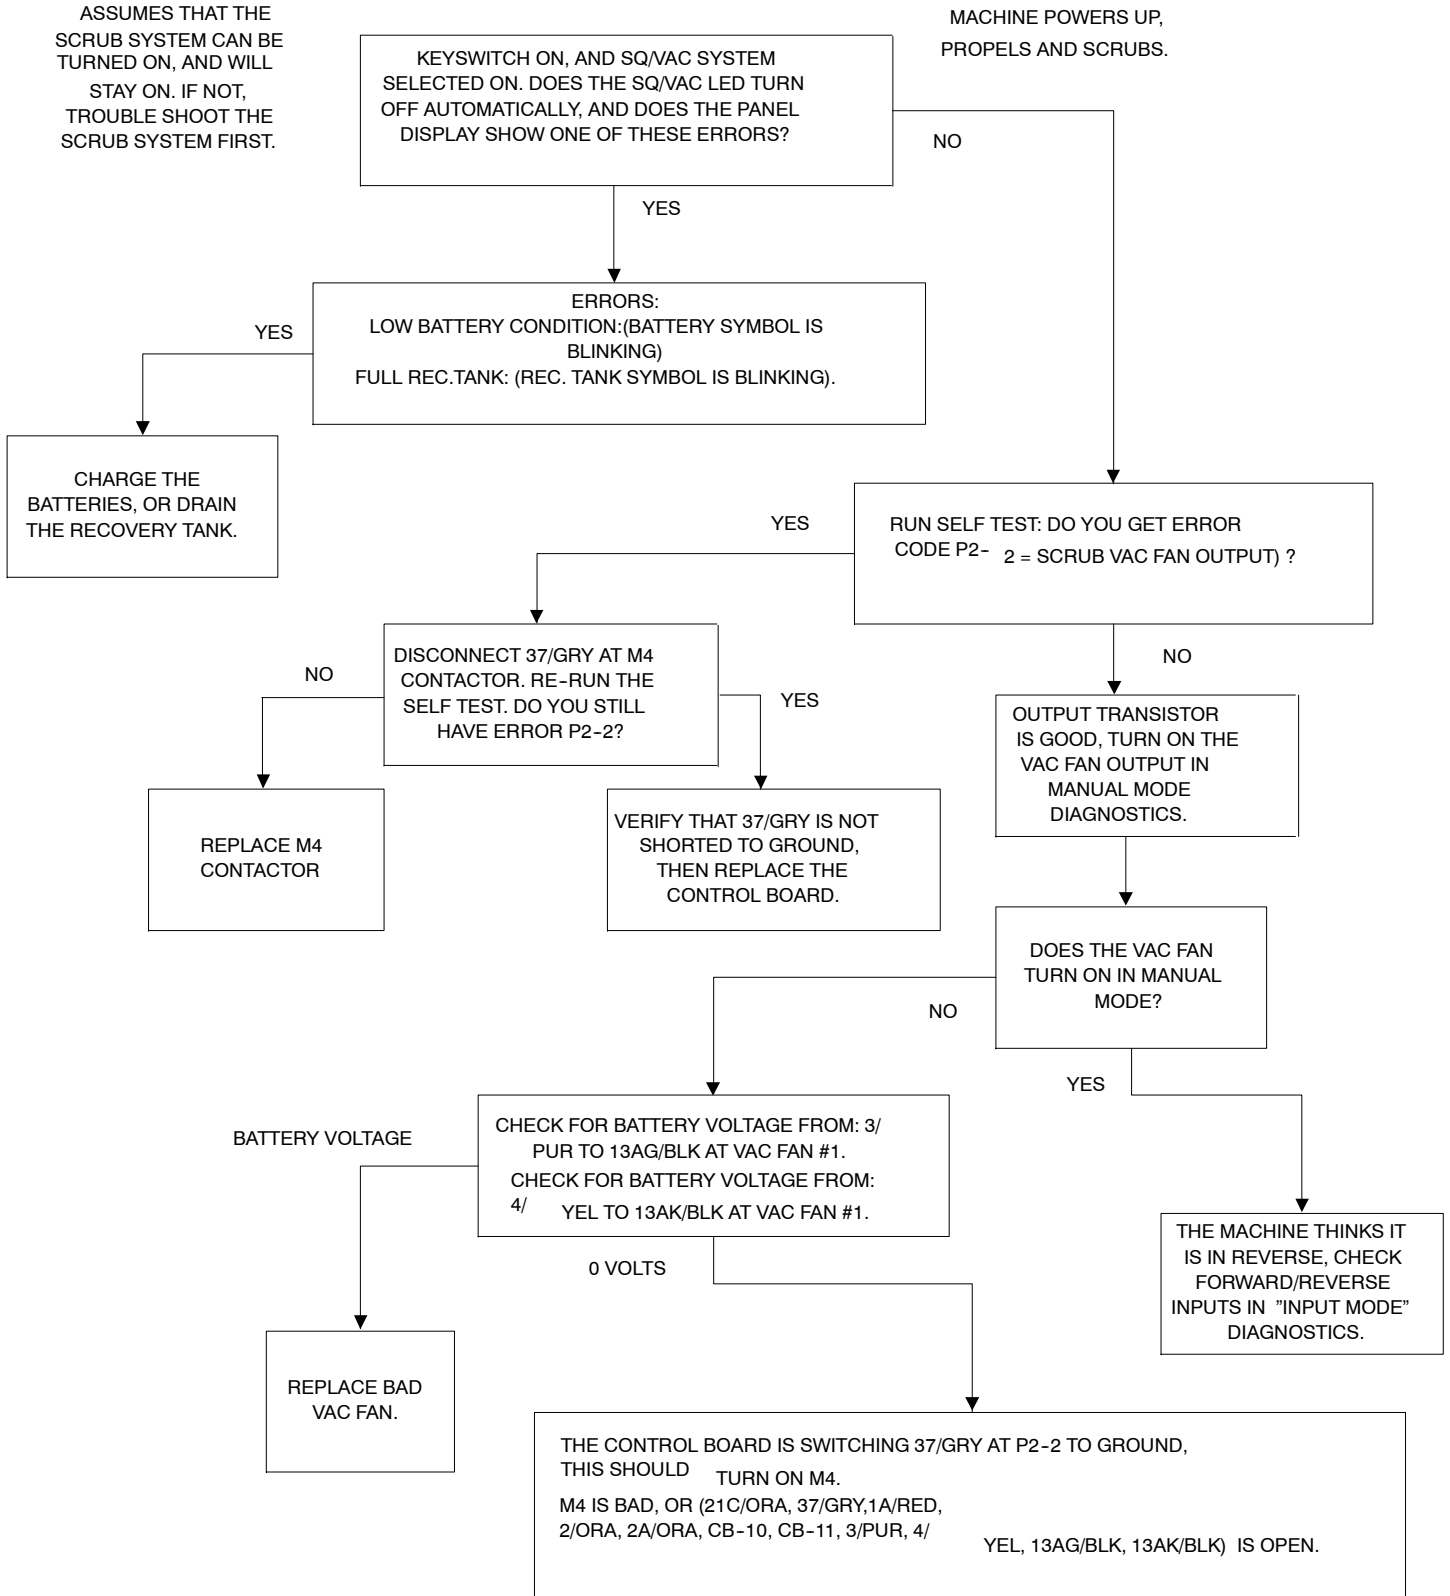 ASSUMES THAT THE
SCRUB SYSTEM CAN BE
TURNED ON, AND WILL
STAY ON. IF NOT,
TROUBLE SHOOT THE
SCRUB SYSTEM FIRST.
MACHINE POWERS UP,
PROPELS AND SCRUBS.
KEYSWITCH ON, AND SQ/VAC SYSTEM
SELECTED ON. DOES THE SQ/VAC LED TURN
OFF AUTOMATICALLY, AND DOES THE PANEL
DISPLAY SHOW ONE OF THESE ERRORS?
NO
YES
ERRORS:
LOW BATTERY CONDITION:(BATTERY SYMBOL IS
BLINKING)
FULL REC.TANK: (REC. TANK SYMBOL IS BLINKING).
YES
CHARGE THE
BATTERIES, OR DRAIN
THE RECOVERY TANK.
RUN SELF TEST: DO YOU GET ERROR
CODE P2-
2 = SCRUB VAC FAN OUTPUT) ?
YES
DISCONNECT 37/GRY AT M4
CONTACTOR. RE-RUN THE
SELF TEST. DO YOU STILL
HAVE ERROR P2-2?
NO
YES
NO
REPLACE M4
CONTACTOR
VERIFY THAT 37/GRY IS NOT
SHORTED TO GROUND,
THEN REPLACE THE
CONTROL BOARD.
OUTPUT TRANSISTOR
IS GOOD, TURN ON THE
VAC FAN OUTPUT IN
MANUAL MODE
DIAGNOSTICS.
DOES THE VAC FAN
TURN ON IN MANUAL
MODE?
NO
YES
CHECK FOR BATTERY VOLTAGE FROM: 3/
PUR TO 13AG/BLK AT VAC FAN #1.
CHECK FOR BATTERY VOLTAGE FROM:
4/
YEL TO 13AK/BLK AT VAC FAN #1.
BATTERY VOLTAGE
0 VOLTS
THE MACHINE THINKS IT
IS IN REVERSE, CHECK
FORWARD/REVERSE
INPUTS IN ”INPUT MODE”
DIAGNOSTICS.
REPLACE BAD
VAC FAN.
THE CONTROL BOARD IS SWITCHING 37/GRY AT P2-2 TO GROUND,
THIS SHOULD
TURN ON M4.
M4 IS BAD, OR (21C/ORA, 37/GRY,1A/RED,
2/ORA, 2A/ORA, CB-10, CB-11, 3/PUR, 4/
YEL, 13AG/BLK, 13AK/BLK) IS OPEN.